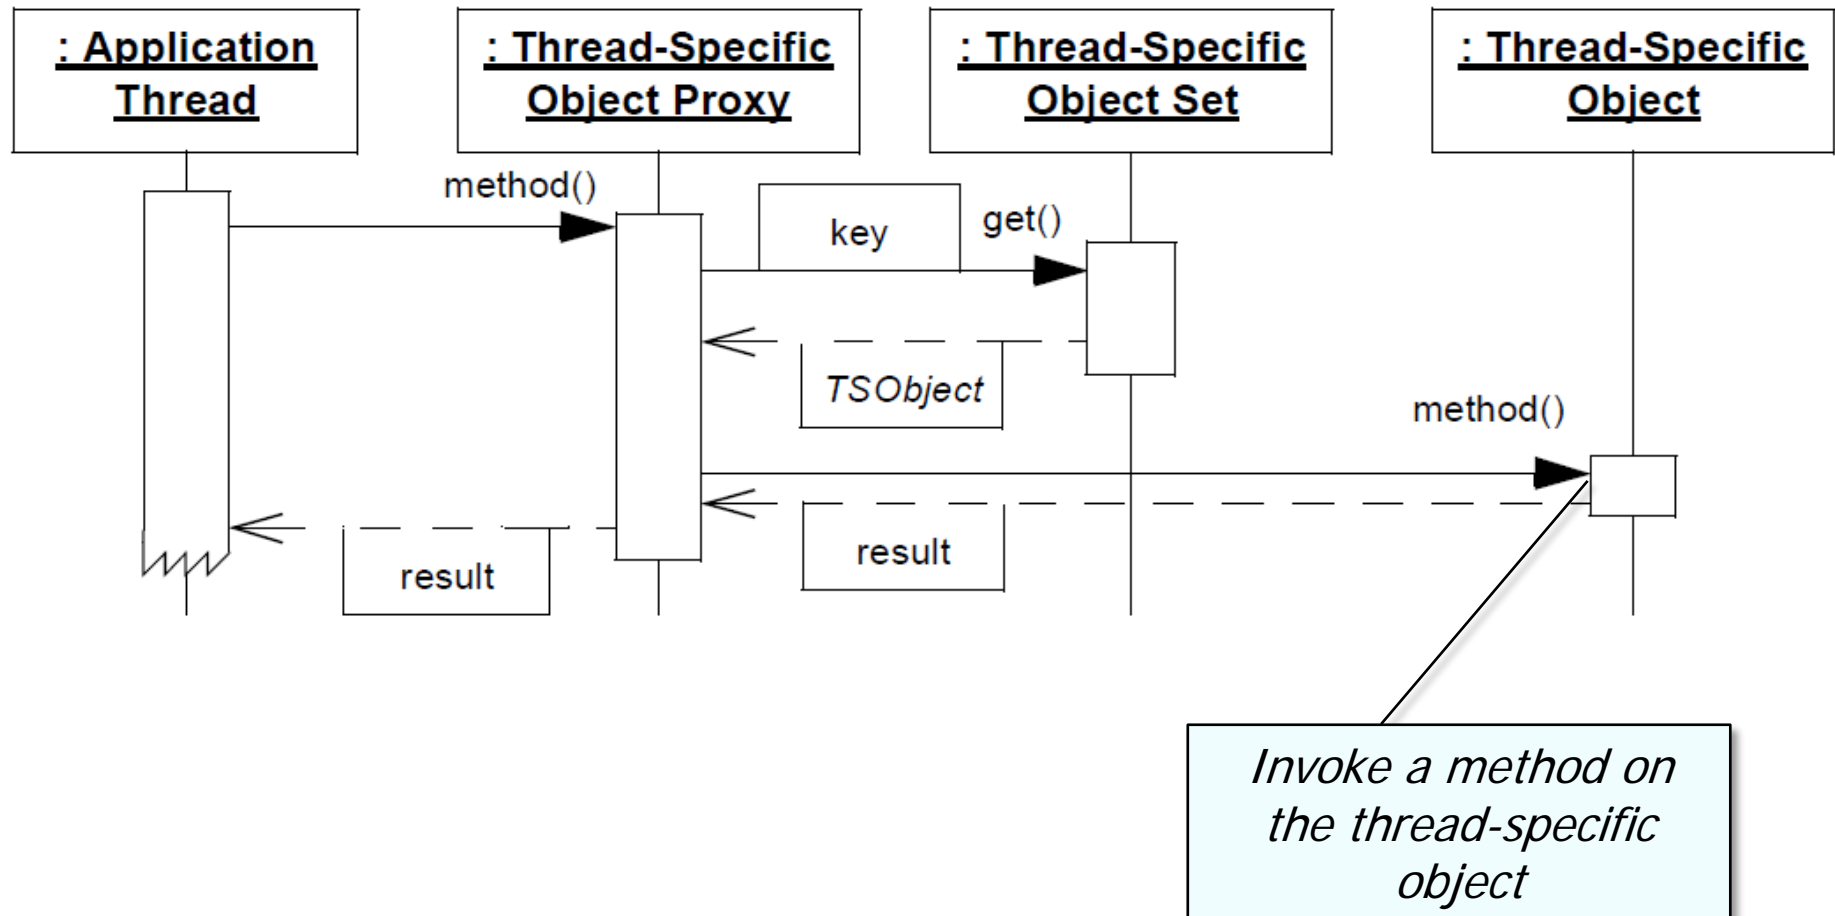 : Application
Thread
: Thread-Specific
Object Proxy
: Thread-Specific
Object Set
: Thread-Specific
Object
method()
key
get()
TSObject
method()
result
result
Invoke a method on
the thread-specific
object